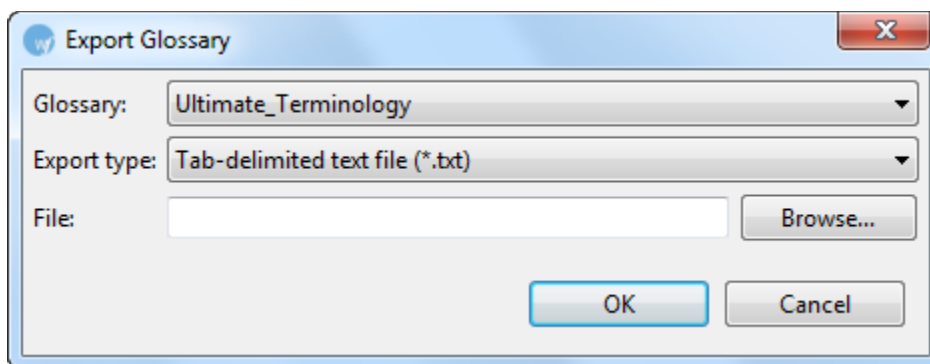 Export Glossary
Glossary: Ultimate_Terminology
Export type: Tab-delimited text file (*.txt)
File: Browse...
OK Cancel